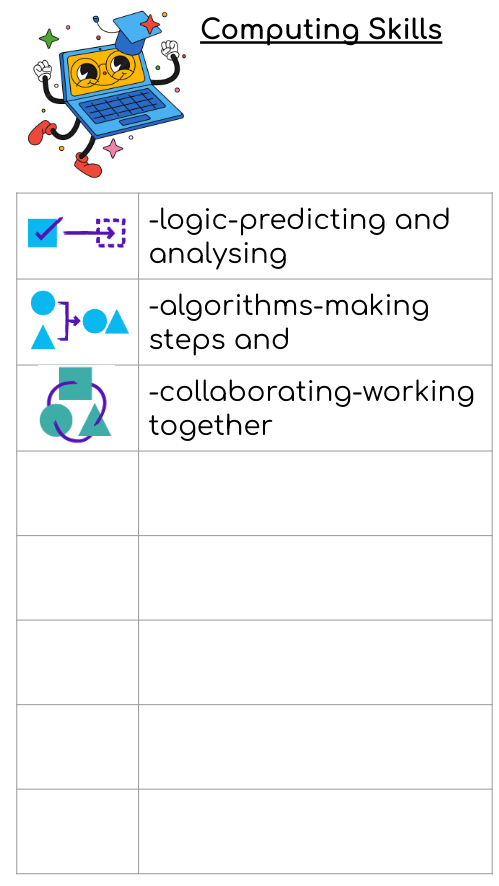 Computing Skills
-logic-predicting and
analysing
-algorithms-making
steps and
-collaborating-working
together